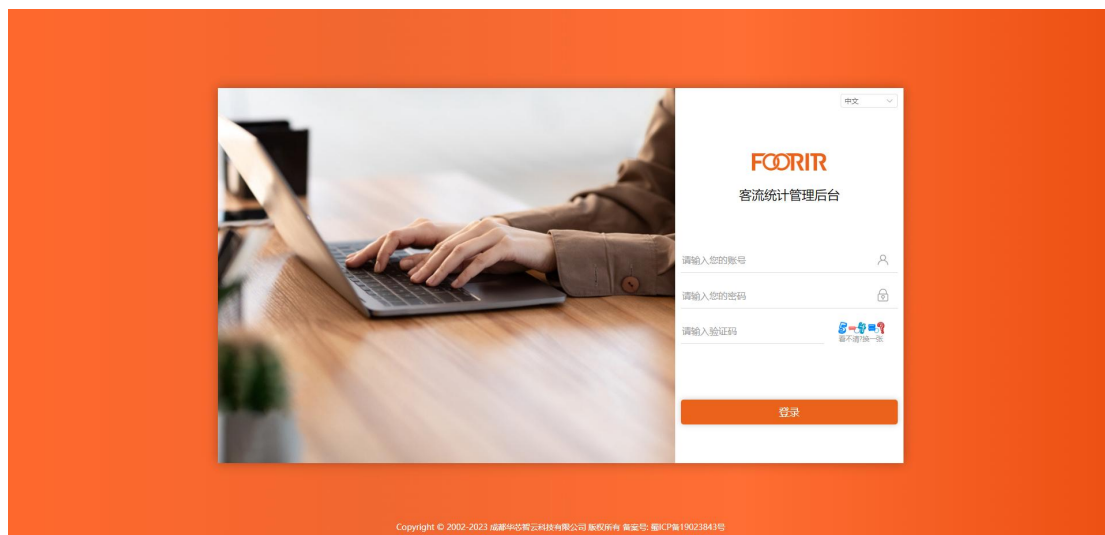 中文
FOORIR
客流统计管理后台
请输入您的账号
请输入您的密码
请输入验证码
5-4=?
看不清?换一张
登录
Copyright © 2002-2023 成都华芯智云科技有限公司 版权所有 备案号: 蜀ICP备19023843号